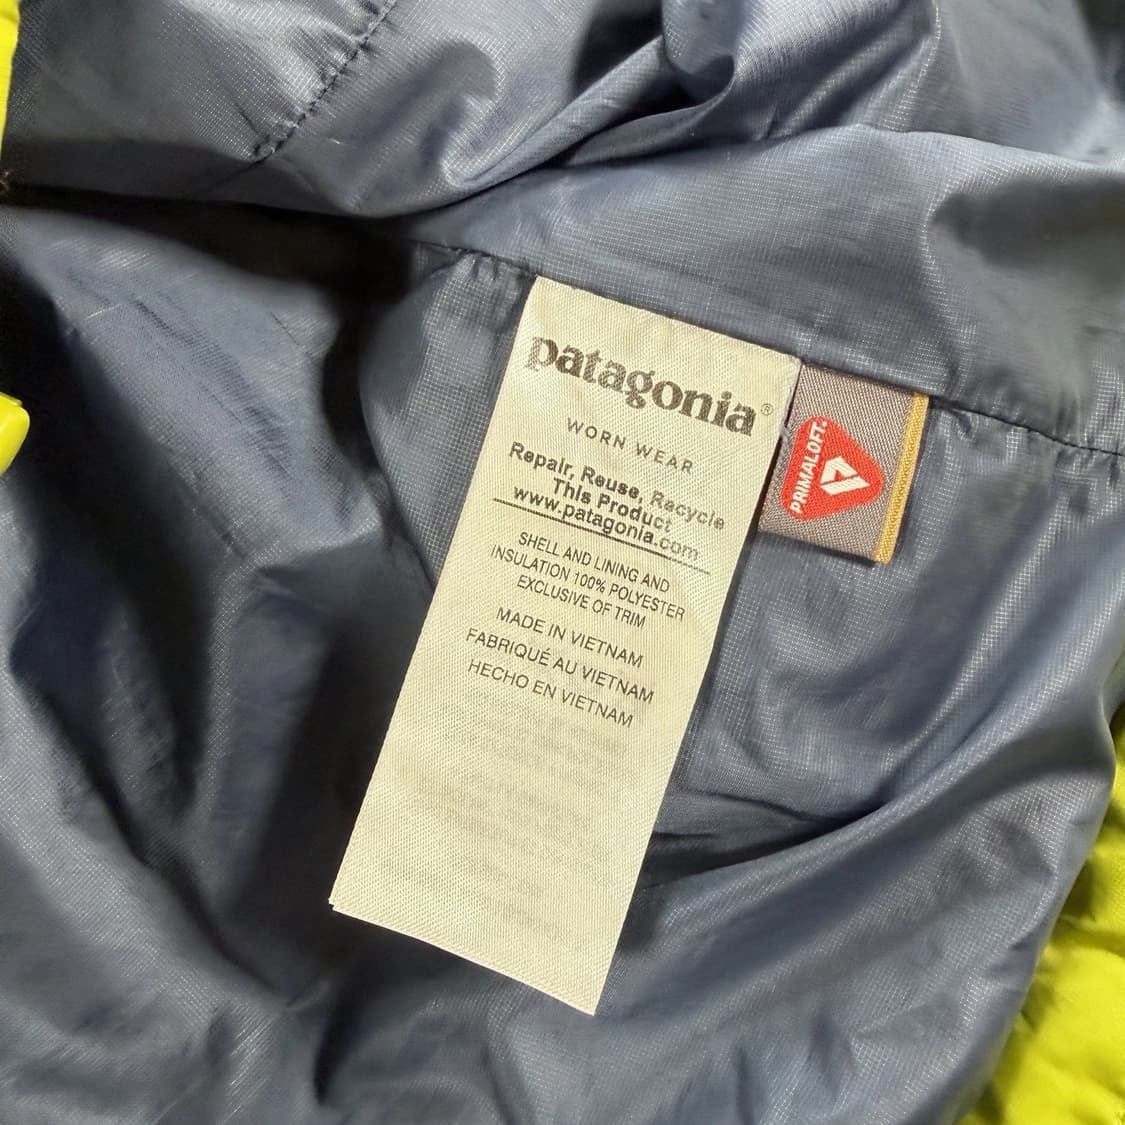 patagonia®
WORN WEAR
Repair, Reuse, Recycle
This Product
www.patagonia.com
SHELL AND LINING AND
INSULATION 100% POLYESTER
EXCLUSIVE OF TRIM
MADE IN VIETNAM
FABRIQUÉ AU VIETNAM
HECHO EN VIETNAM
PRIMALOFT.